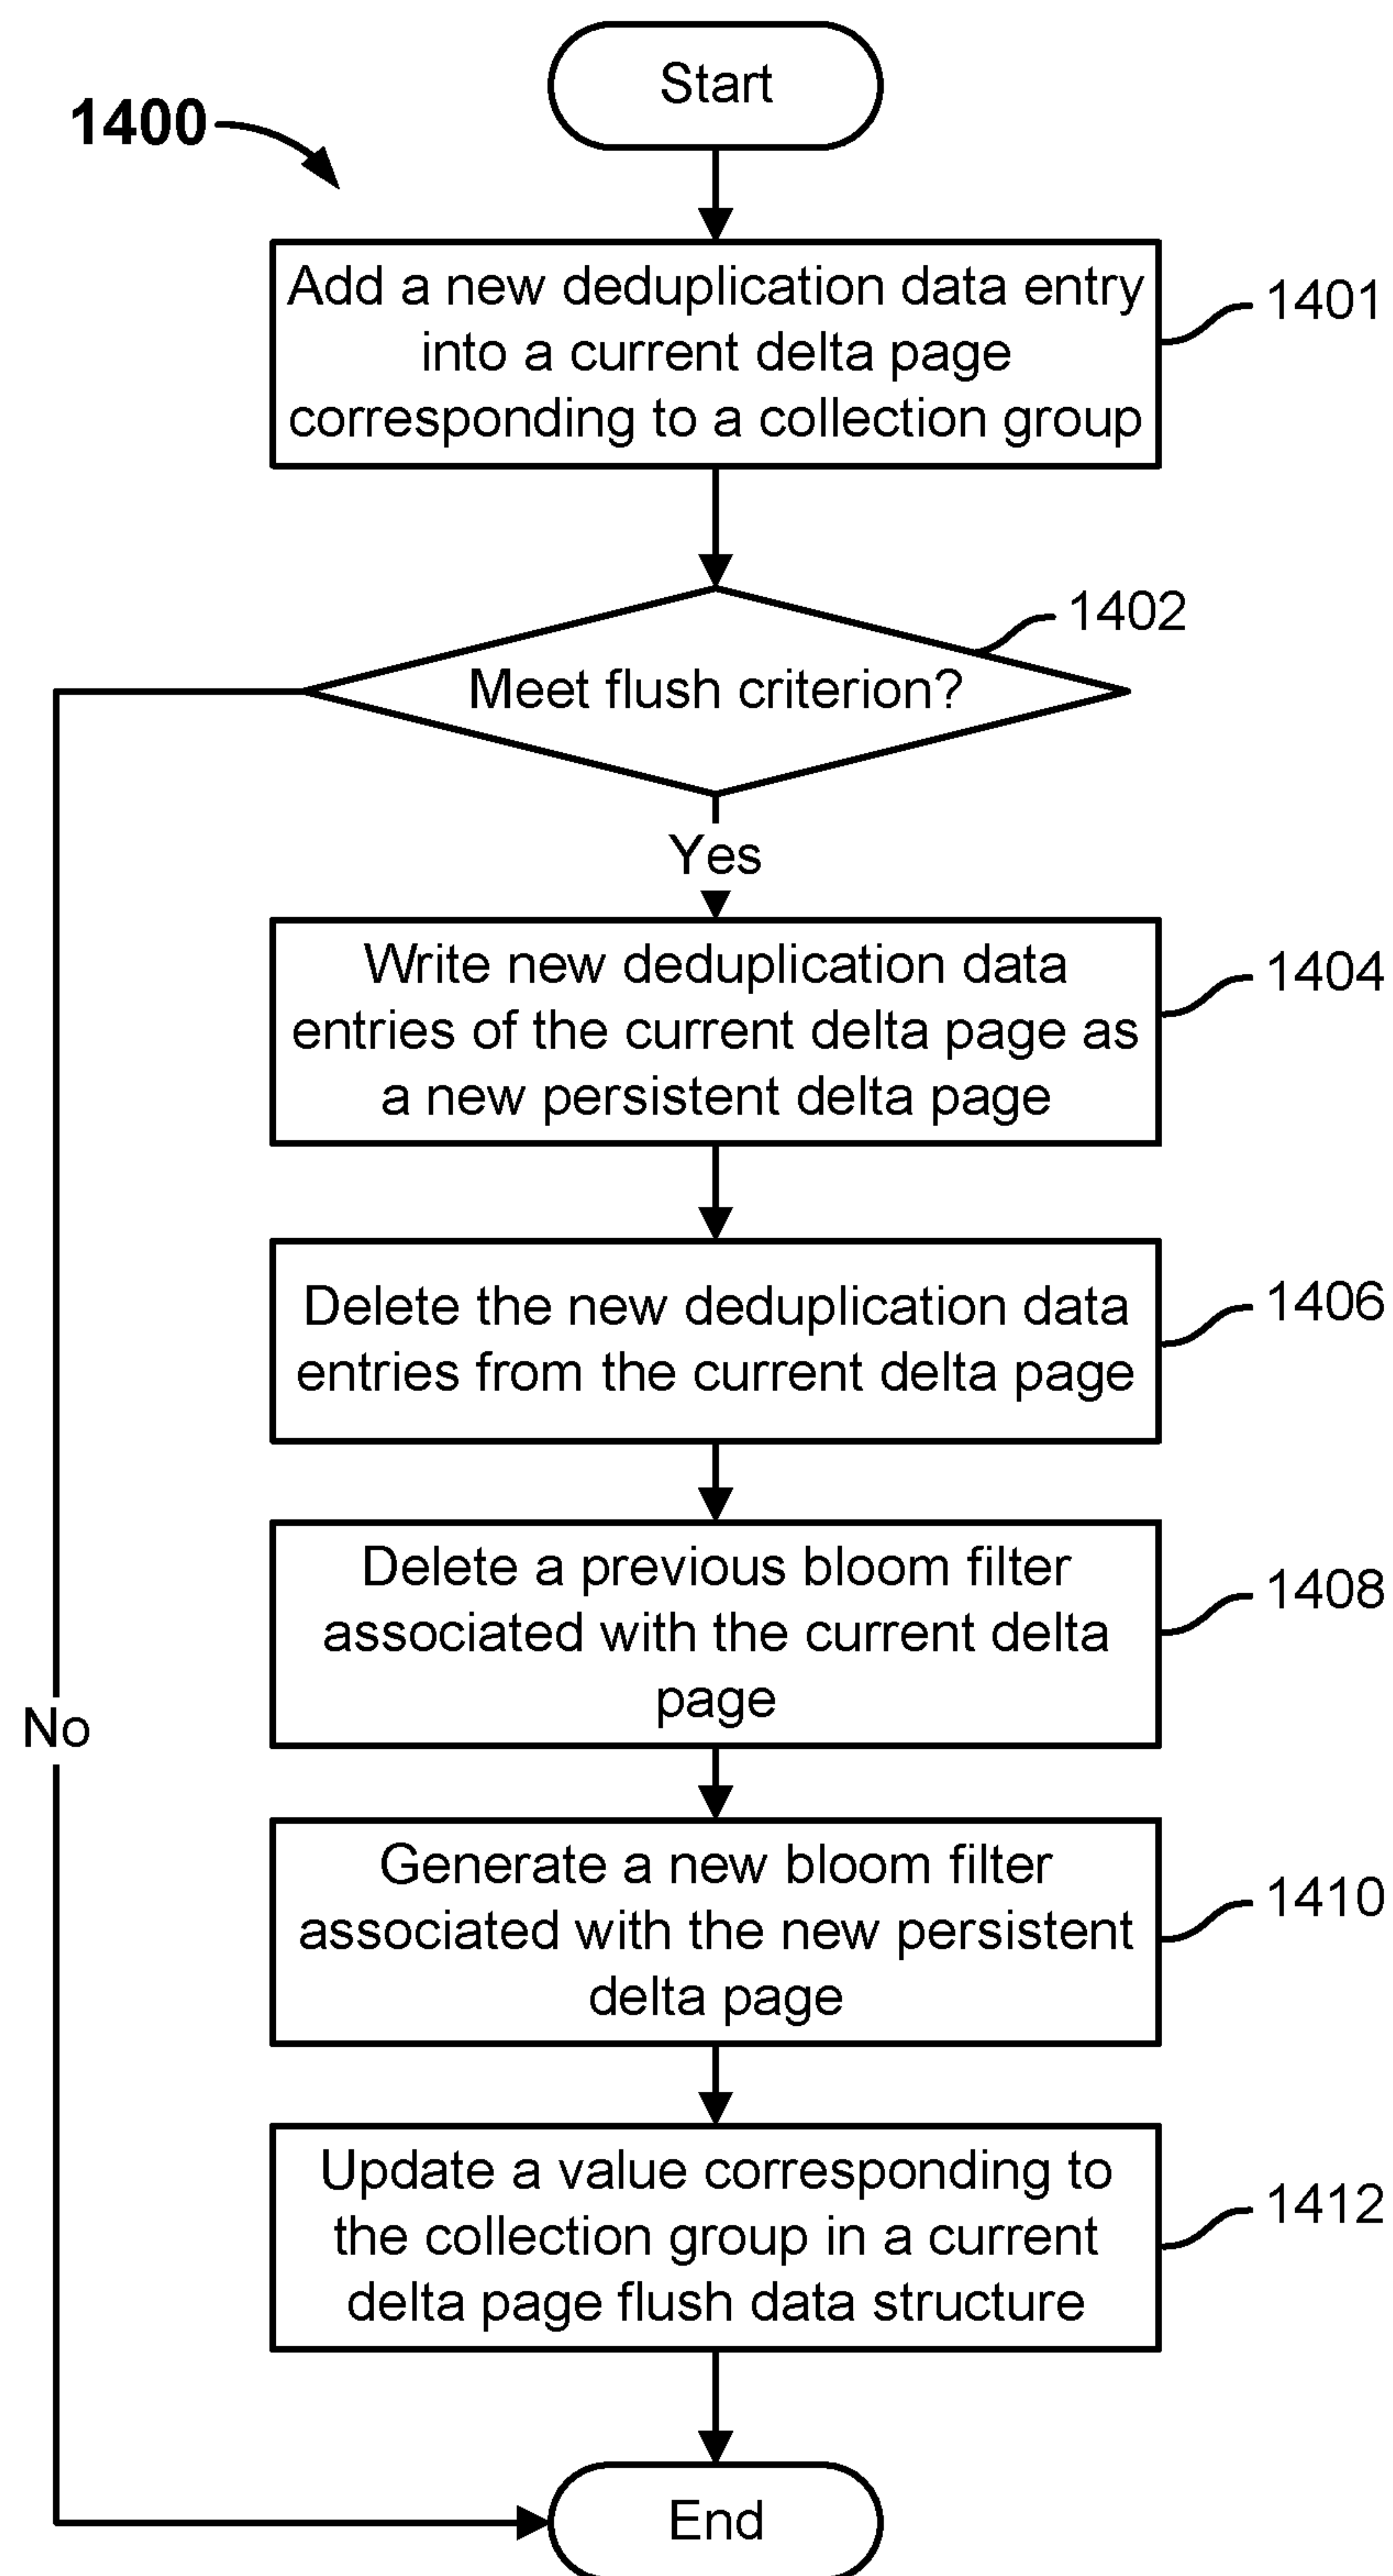 Start
1400
Add a new deduplication data entry
into a current delta page
corresponding to a collection group
1401
1402
Meet flush criterion?
Yes
Write new deduplication data
entries of the current delta page as
a new persistent delta page
1404
Delete the new deduplication data
entries from the current delta page
1406
Delete a previous bloom filter
associated with the current delta
page
1408
No
Generate a new bloom filter
associated with the new persistent
delta page
1410
Update a value corresponding to
the collection group in a current
delta page flush data structure
1412
End